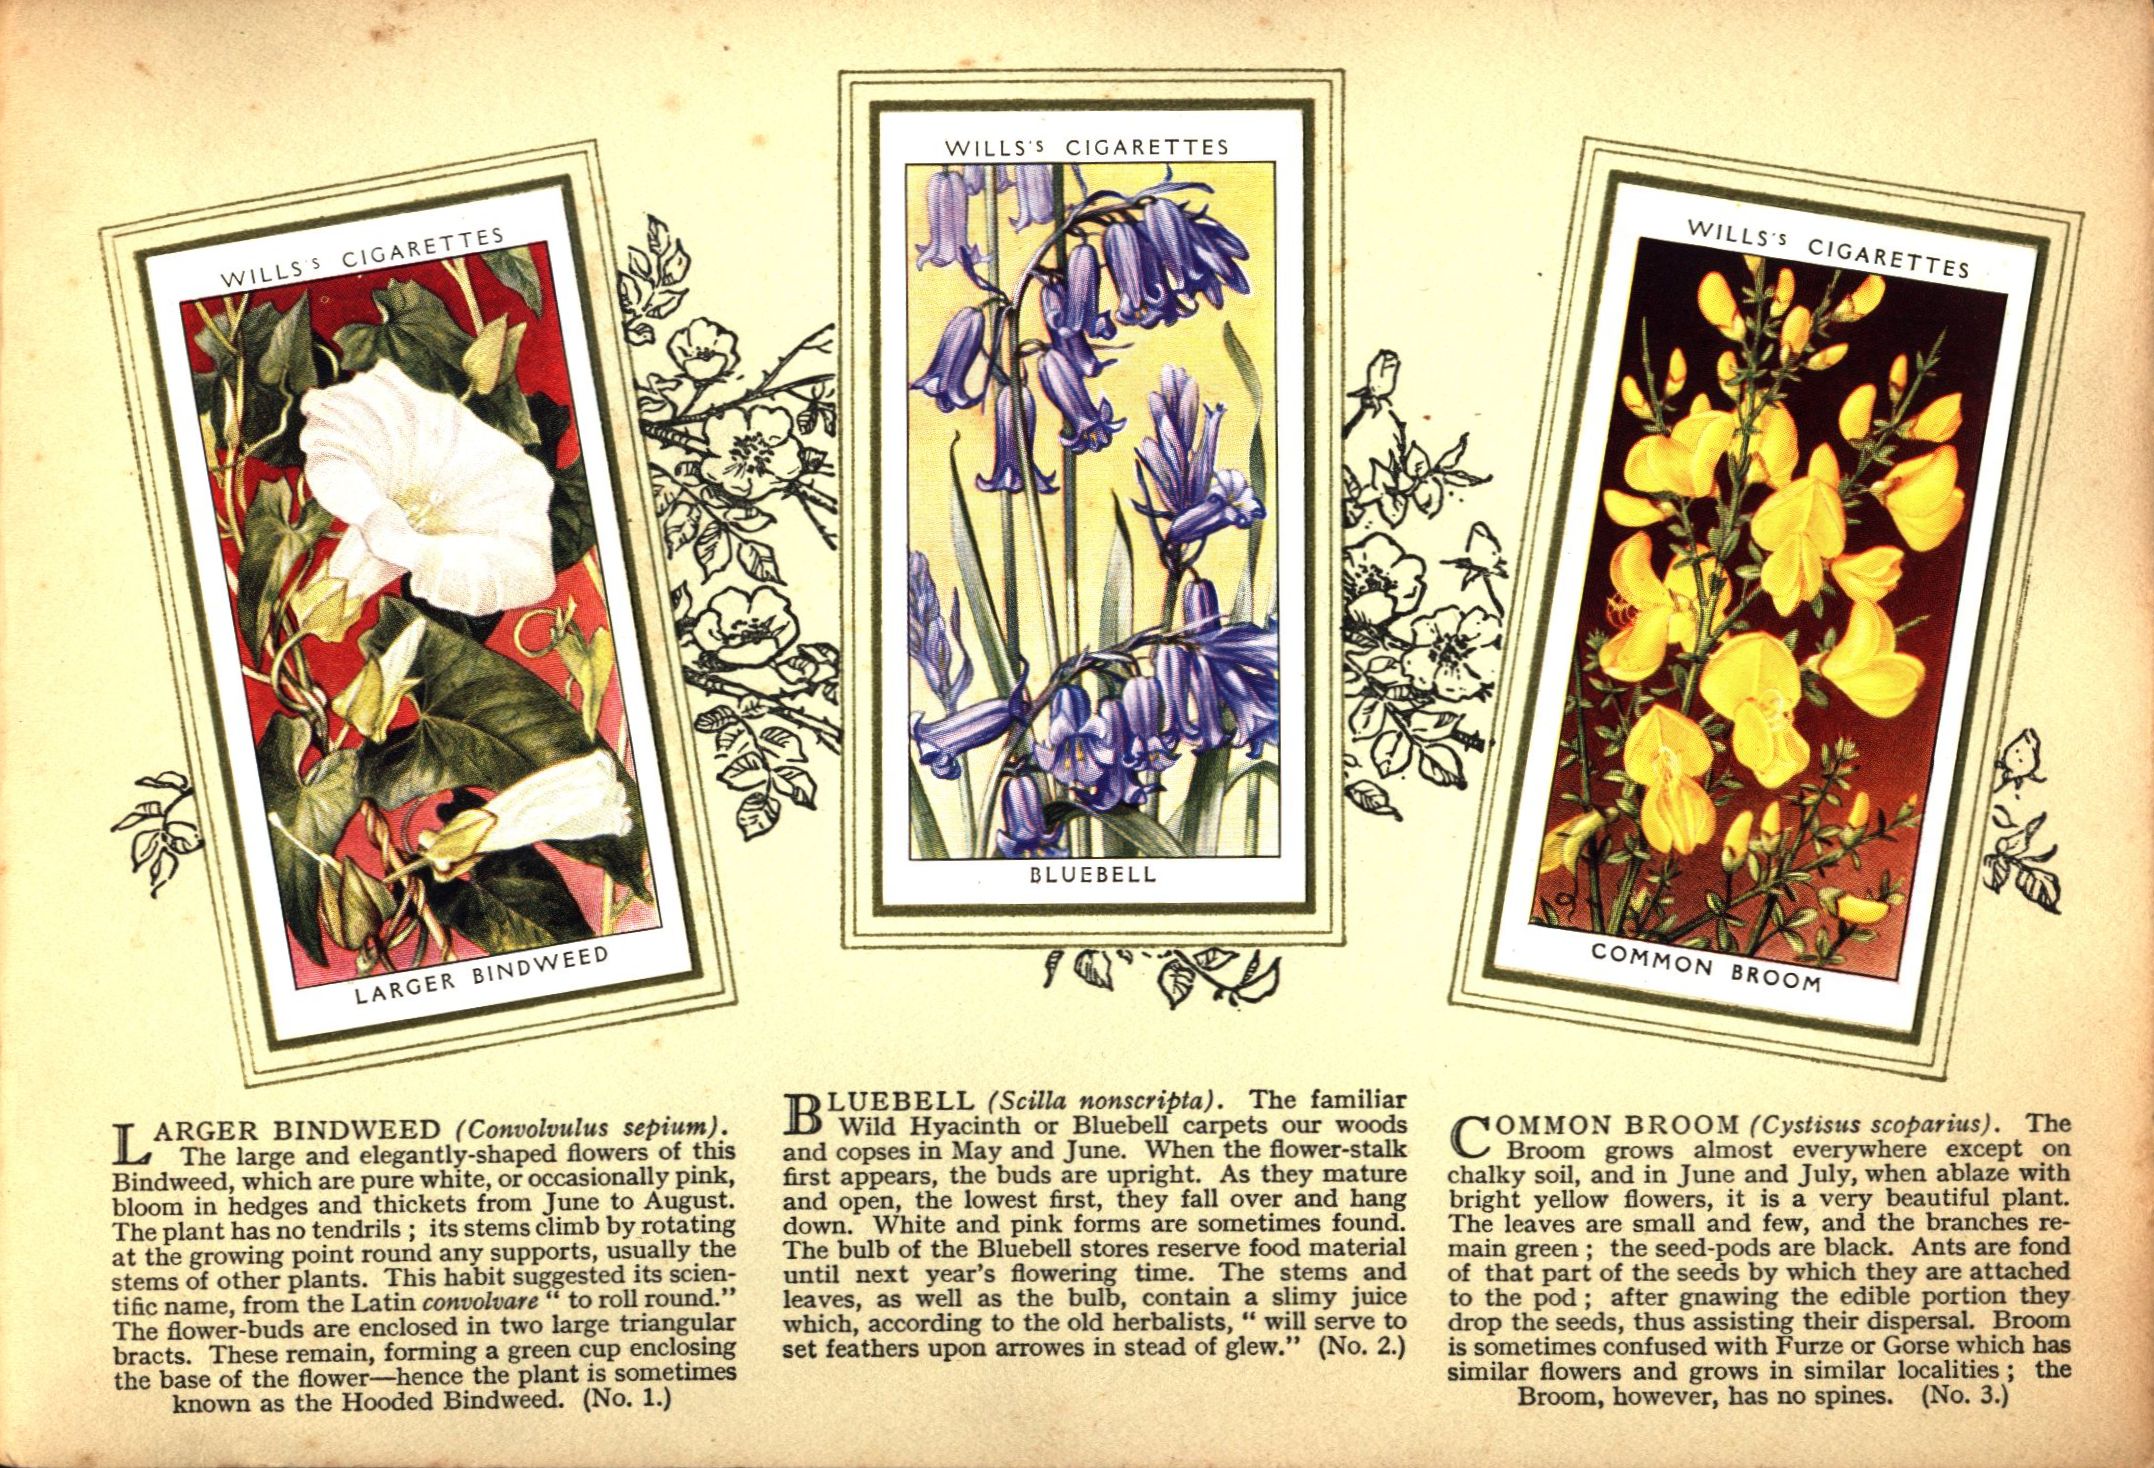 WILLS'S CIGARETTES
LARGER BINDWEED
WILLS'S CIGARETTES
BLUEBELL
WILLS'S CIGARETTES
COMMON BROOM
LARGER BINDWEED (Convolvulus sepium).
The large and elegantly-shaped flowers of this
Bindweed, which are pure white, or occasionally pink,
bloom in hedges and thickets from June to August.
The plant has no tendrils ; its stems climb by rotating
at the growing point round any supports, usually the
stems of other plants. This habit suggested its scien-
tific name, from the Latin convolvare “ to roll round.”
The flower-buds are enclosed in two large triangular
bracts. These remain, forming a green cup enclosing
the base of the flower—hence the plant is sometimes
known as the Hooded Bindweed. (No. 1.)
BLUEBELL (Scilla nonscripta). The familiar
Wild Hyacinth or Bluebell carpets our woods
and copses in May and June. When the flower-stalk
first appears, the buds are upright. As they mature
and open, the lowest first, they fall over and hang
down. White and pink forms are sometimes found.
The bulb of the Bluebell stores reserve food material
until next year's flowering time. The stems and
leaves, as well as the bulb, contain a slimy juice
which, according to the old herbalists, “ will serve to
set feathers upon arrowes in stead of glew.” (No. 2.)
COMMON BROOM (Cystisus scoparius). The
Broom grows almost everywhere except on
chalky soil, and in June and July, when ablaze with
bright yellow flowers, it is a very beautiful plant.
The leaves are small and few, and the branches re-
main green ; the seed-pods are black. Ants are fond
of that part of the seeds by which they are attached
to the pod ; after gnawing the edible portion they
drop the seeds, thus assisting their dispersal. Broom
is sometimes confused with Furze or Gorse which has
similar flowers and grows in similar localities ; the
Broom, however, has no spines. (No. 3.)